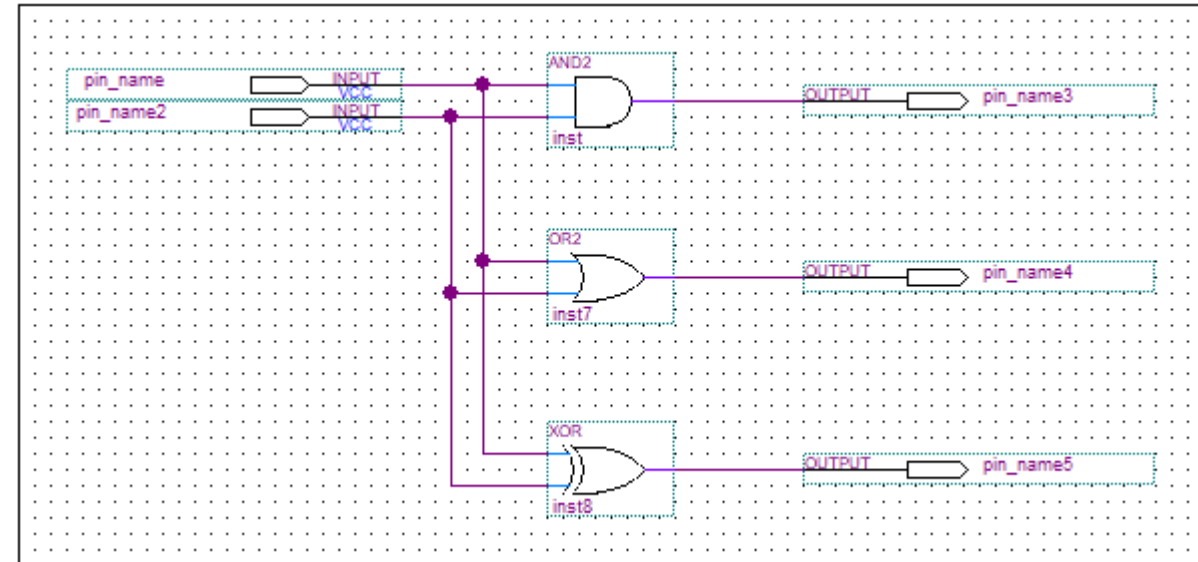 AND2
pin_name INPUT
VCC
OUTPUT pin_name3
pin_name2 INPUT
VCC
inst
OR2
OUTPUT pin_name4
inst7
XOR
OUTPUT pin_name5
inst8